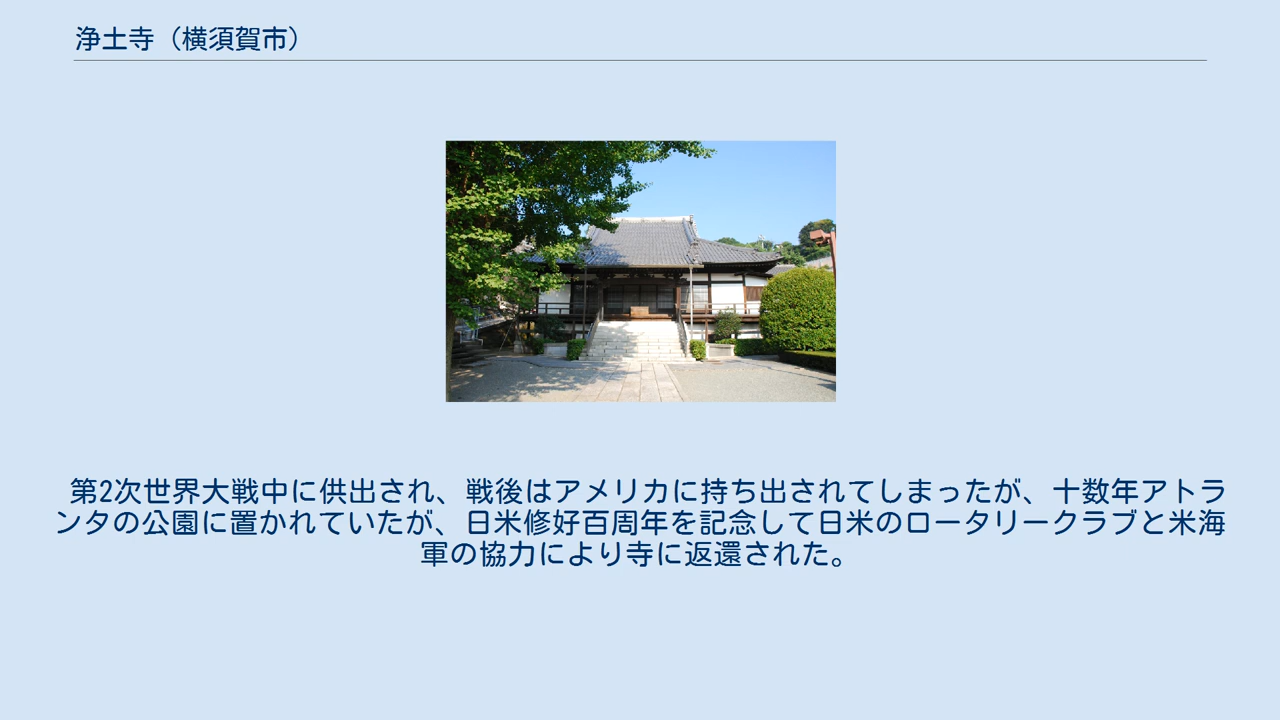 浄土寺（横須賀市）
第2次世界大戦中に供出され、戦後はアメリカに持ち出されてしまったが、十数年アトラ
ンタの公園に置かれていたが、日米修好百周年を記念して日米のロータリークラブと米海
軍の協力により寺に返還された。